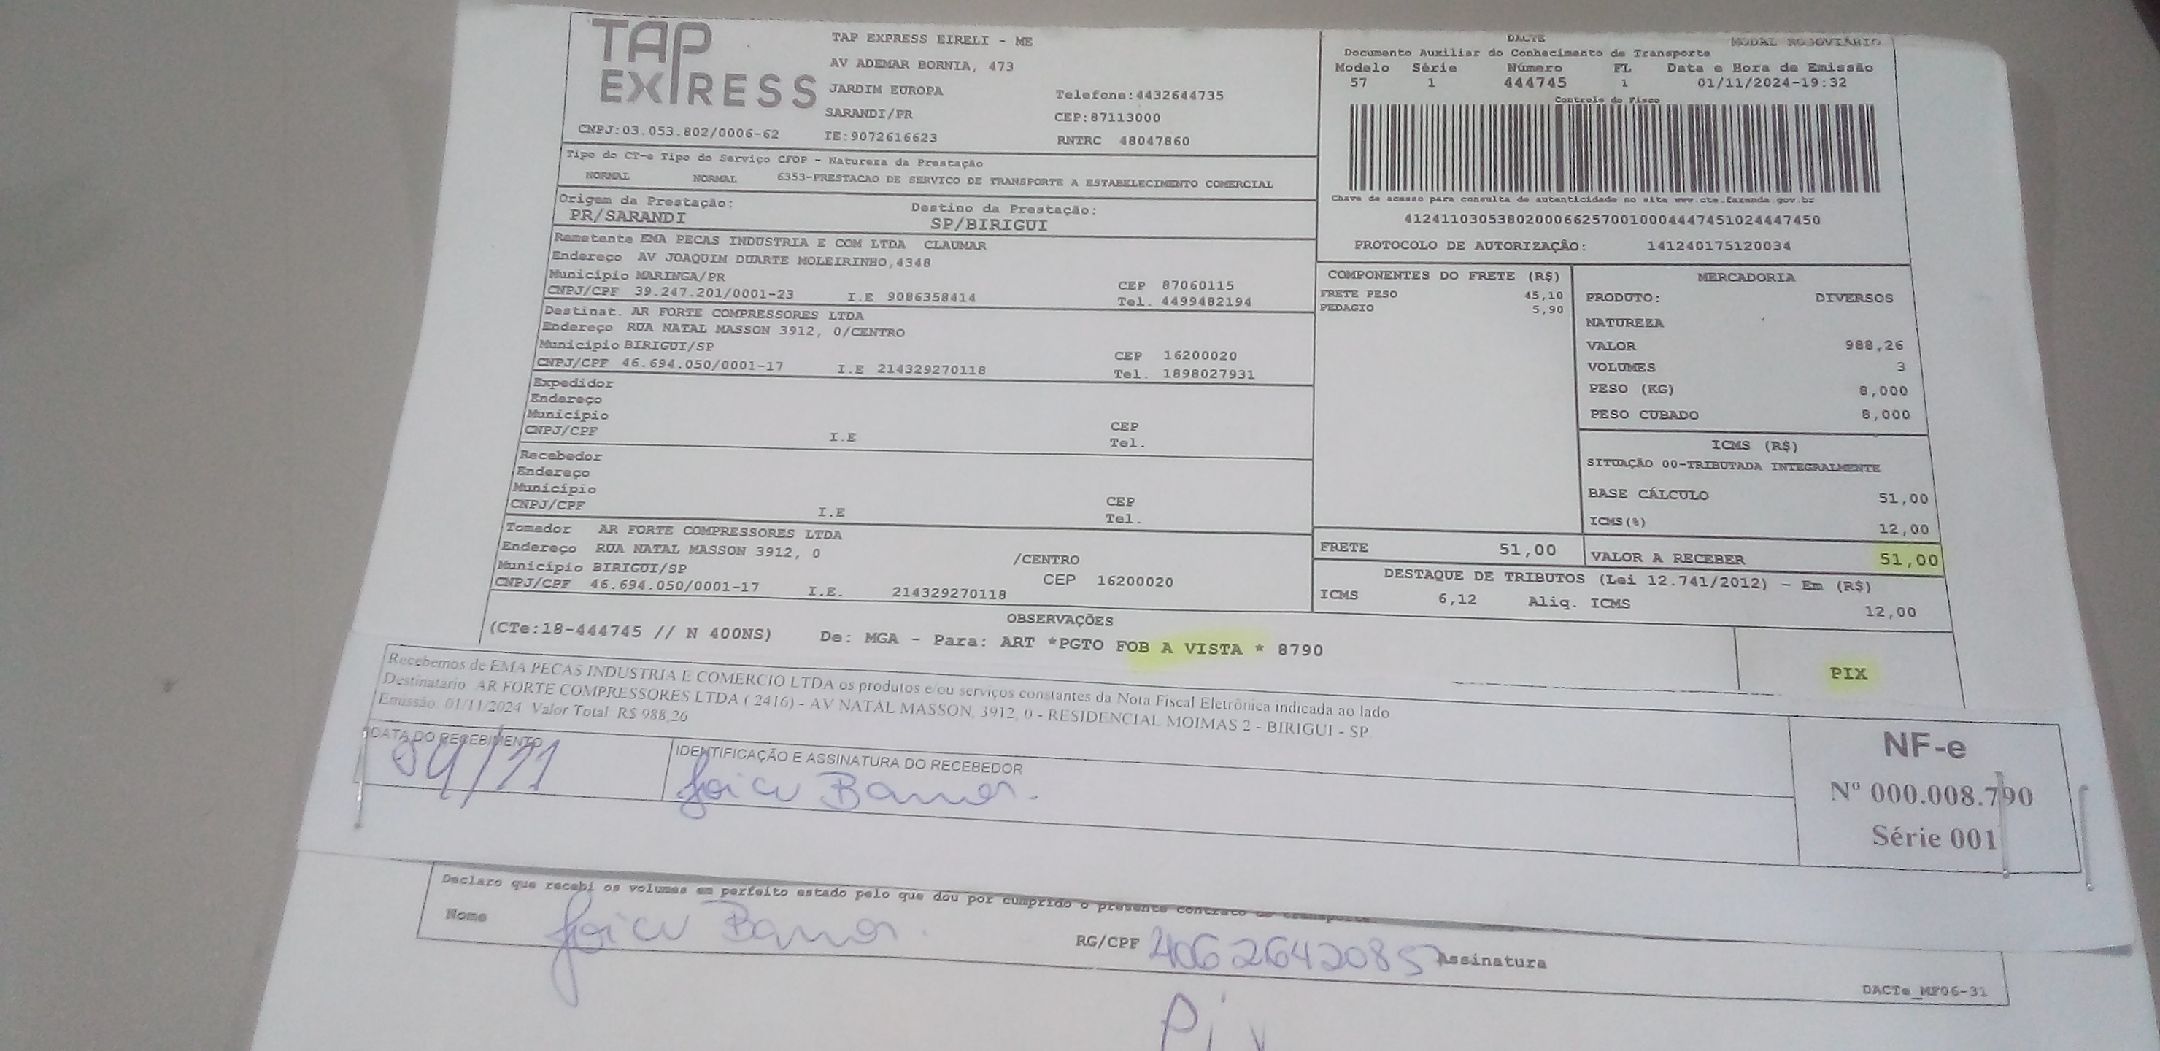 TAP EXPRESS
TAP EXPRESS EIRELI - ME
AV ADEMAR BORNIA, 473
JARDIM EUROPA
SARANDI/PR
Telefone:4432644735
CEP:87113000
CNPJ:03.053.802/0006-62 IE:9072616623 RNTRC 48047860
DACTE MODAL RODOVIÁRIO
Documento Auxiliar do Conhecimento de Transporte
Modelo Série Número FL Data e Hora de Emissão
57 1 444745 1 01/11/2024-19:32
Controle do Fisco
Chave de acesso para consulta de autenticidade no site www.cte.fazenda.gov.br
41241103053802000662570010004447451024447450
PROTOCOLO DE AUTORIZAÇÃO: 141240175120034
Tipo do CT-e Tipo do Serviço CFOP - Natureza da Prestação
NORMAL NORMAL 6353-PRESTACAO DE SERVICO DE TRANSPORTE A ESTABELECIMENTO COMERCIAL
Origem da Prestação: Destino da Prestação:
PR/SARANDI SP/BIRIGUI
Remetente EMA PECAS INDUSTRIA E COM LTDA CLAUMAR
Endereço AV JOAQUIM DUARTE MOLEIRINHO,4348
Município MARINGA/PR CEP 87060115
CNPJ/CPF 39.247.201/0001-23 I.E 9086358414 Tel. 4499482194
Destinat. AR FORTE COMPRESSORES LTDA
Endereço RUA NATAL MASSON 3912, 0/CENTRO
Município BIRIGUI/SP CEP 16200020
CNPJ/CPF 46.694.050/0001-17 I.E 214329270118 Tel. 1898027931
Expedidor
Endereço
Município CEP
CNPJ/CPF I.E Tel.
Recebedor
Endereço
Município CEP
CNPJ/CPF I.E Tel.
Tomador AR FORTE COMPRESSORES LTDA
Endereço RUA NATAL MASSON 3912, 0 /CENTRO
Município BIRIGUI/SP CEP 16200020
CNPJ/CPF 46.694.050/0001-17 I.E. 214329270118
COMPONENTES DO FRETE (R$)
FRETE PESO 45,10
PEDAGIO 5,90
MERCADORIA
PRODUTO: DIVERSOS
NATUREZA
VALOR 988,26
VOLUMES 3
PESO (KG) 8,000
PESO CUBADO 8,000
ICMS (R$)
SITUAÇÃO 00-TRIBUTADA INTEGRALMENTE
BASE CÁLCULO 51,00
ICMS(%) 12,00
FRETE 51,00 VALOR A RECEBER 51,00
DESTAQUE DE TRIBUTOS (Lei 12.741/2012) - Em (R$)
ICMS 6,12 Aliq. ICMS 12,00
OBSERVAÇÕES
(CTe:18-444745 // N 400NS) De: MGA - Para: ART *PGTO FOB A VISTA * 8790
PIX
Recebemos de EMA PECAS INDUSTRIA E COMERCIO LTDA os produtos e/ou serviços constantes da Nota Fiscal Eletrônica indicada ao lado
Destinatário AR FORTE COMPRESSORES LTDA ( 2416) - AV NATAL MASSON, 3912, 0 - RESIDENCIAL MOIMAS 2 - BIRIGUI - SP
Emissão 01/11/2024 Valor Total R$ 988,26
DATA DO RECEBIMENTO
04/11
IDENTIFICAÇÃO E ASSINATURA DO RECEBEDOR
NF-e
Nº 000.008.790
Série 001
Declaro que recebi os volumes em perfeito estado pelo que dou por cumprido o presente contrato de transporte
Nome RG/CPF 40626420857 Assinatura
DACTe_MF06-31
Pix